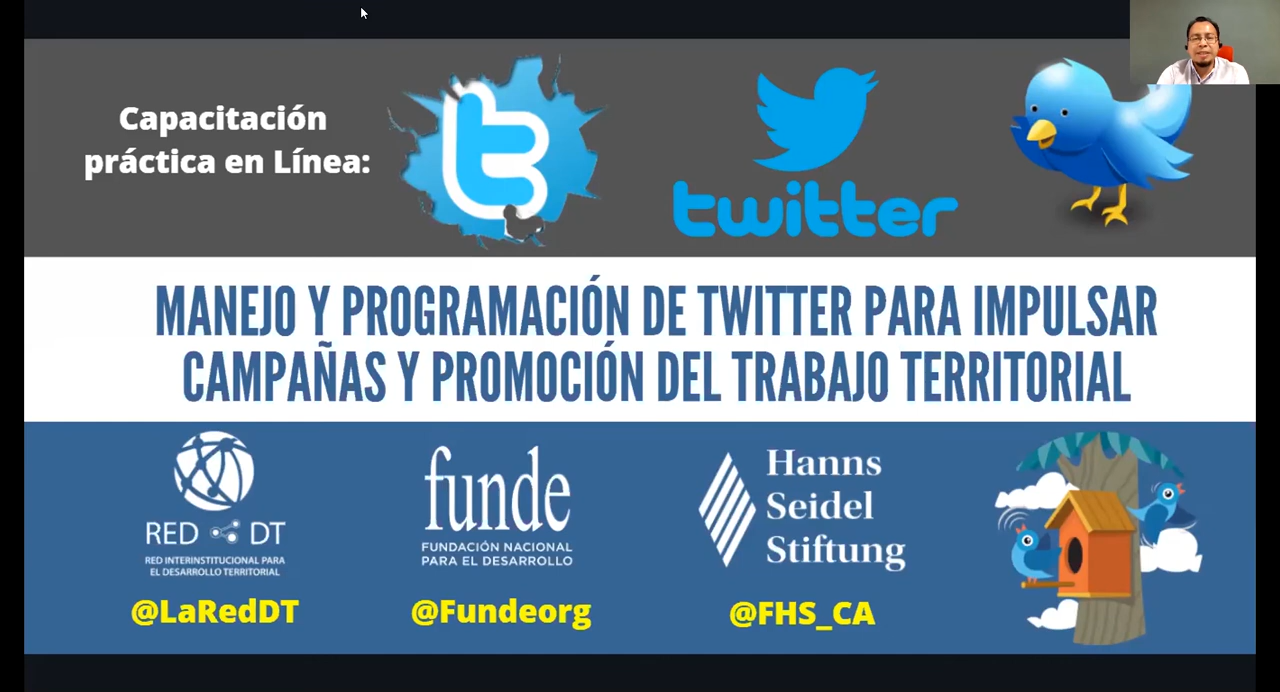 Capacitación
práctica en Línea:
t
twitter
MANEJO Y PROGRAMACIÓN DE TWITTER PARA IMPULSAR
CAMPAÑAS Y PROMOCIÓN DEL TRABAJO TERRITORIAL
RED DT
RED INTERINSTITUCIONAL PARA
EL DESARROLLO TERRITORIAL
@LaRedDT
funde
FUNDACIÓN NACIONAL
PARA EL DESARROLLO
@Fundeorg
Hanns
Seidel
Stiftung
@FHS_CA